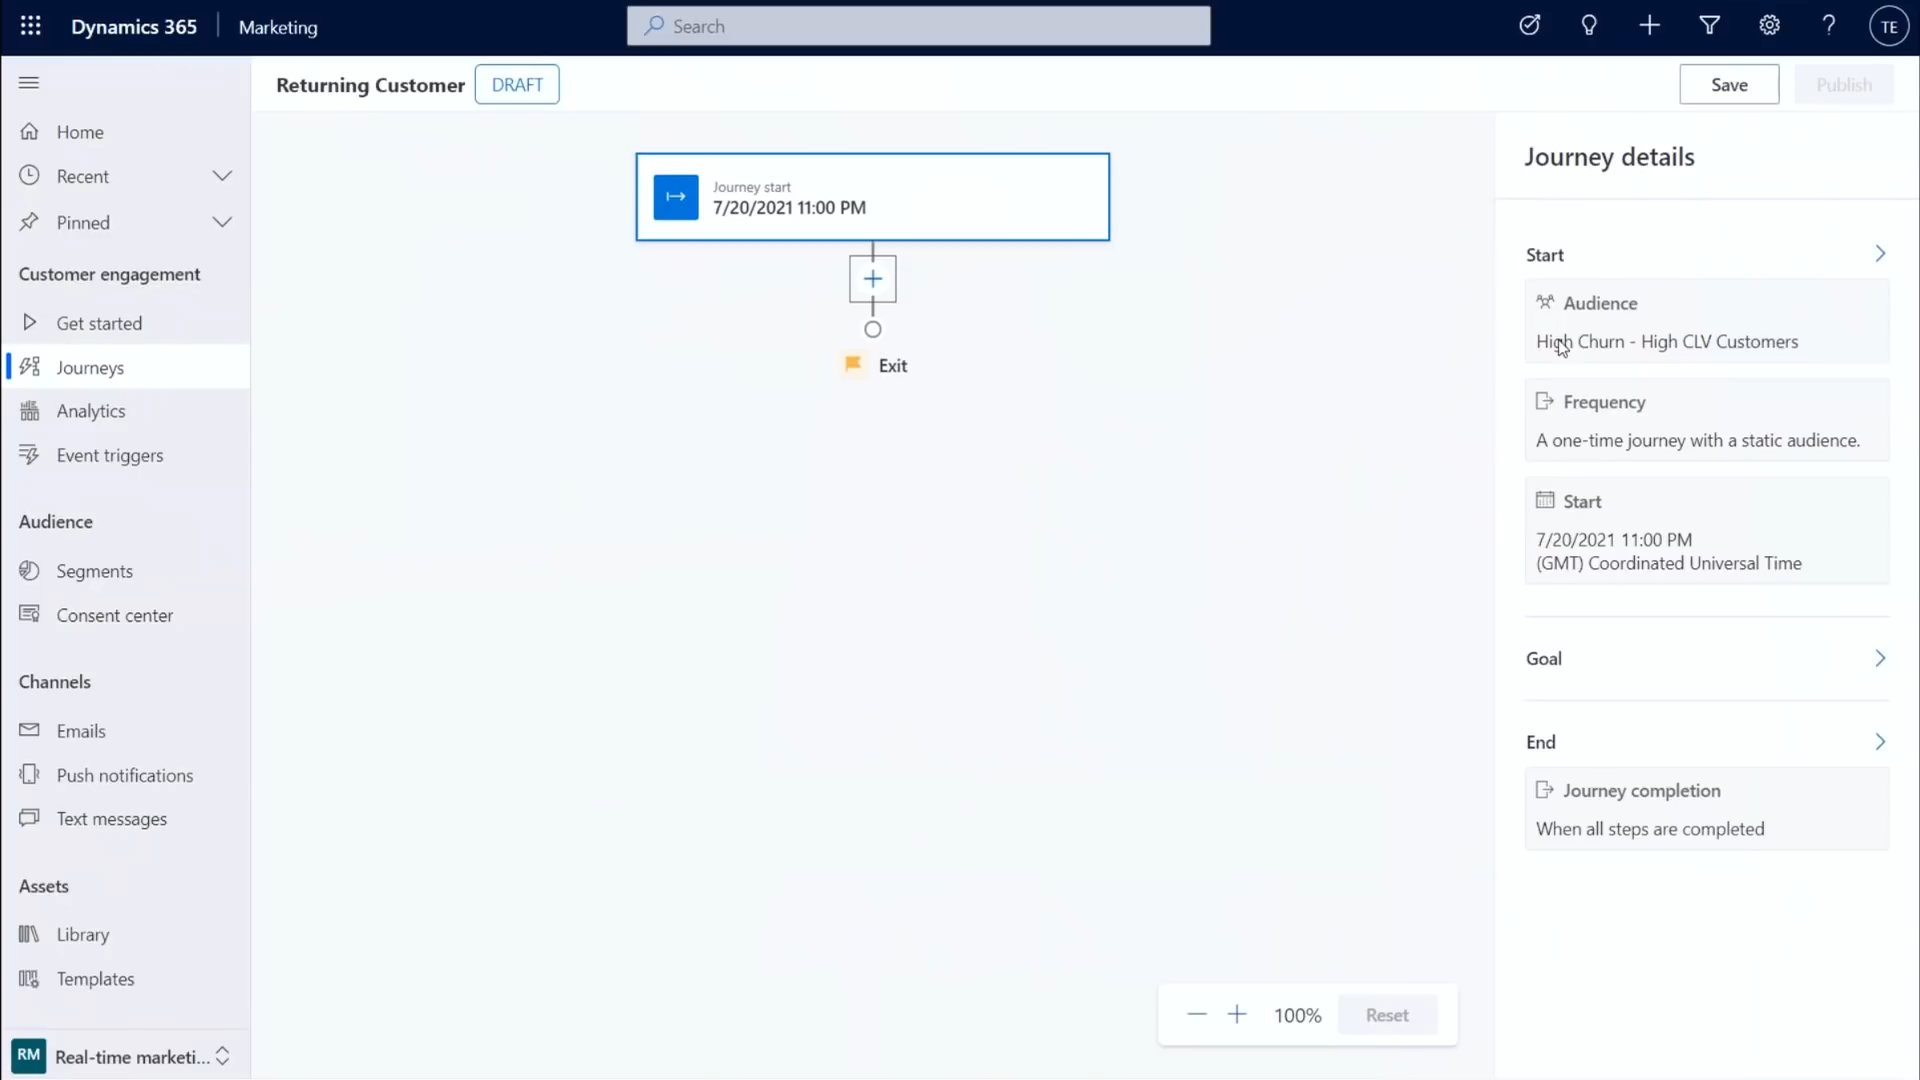 Dynamics 365
Marketing
Search
?
TE
Returning Customer
DRAFT
Save
Publish
Home
Recent
Pinned
Customer engagement
Get started
Journeys
Analytics
Event triggers
Audience
Segments
Consent center
Channels
Emails
Push notifications
Text messages
Assets
Library
Templates
RM
Real-time marketi...
Journey start
7/20/2021 11:00 PM
Exit
100%
Reset
Journey details
Start
Audience
High Churn - High CLV Customers
Frequency
A one-time journey with a static audience.
Start
7/20/2021 11:00 PM
(GMT) Coordinated Universal Time
Goal
End
Journey completion
When all steps are completed